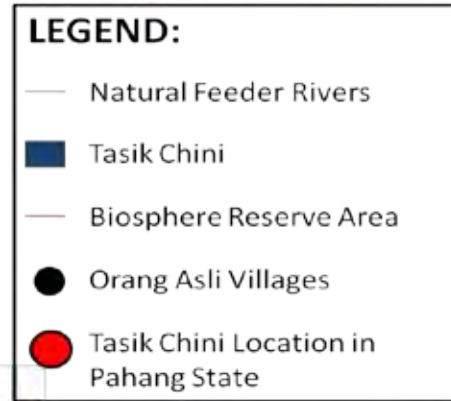 LEGEND:
Natural Feeder Rivers
Tasik Chini
Biosphere Reserve Area
Orang Asli Villages
Tasik Chini Location in
Pahang State